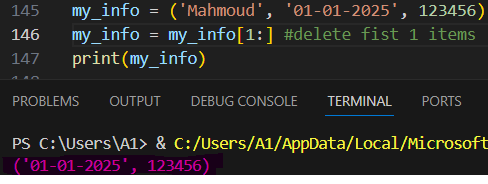 145 my_info = ('Mahmoud', '01-01-2025', 123456)
146 my_info = my_info[1:] #delete fist 1 items
147 print(my_info)
PROBLEMS OUTPUT DEBUG CONSOLE TERMINAL PORTS
PS C:\Users\A1> & C:/Users/A1/AppData/Local/Microsoft
('01-01-2025', 123456)